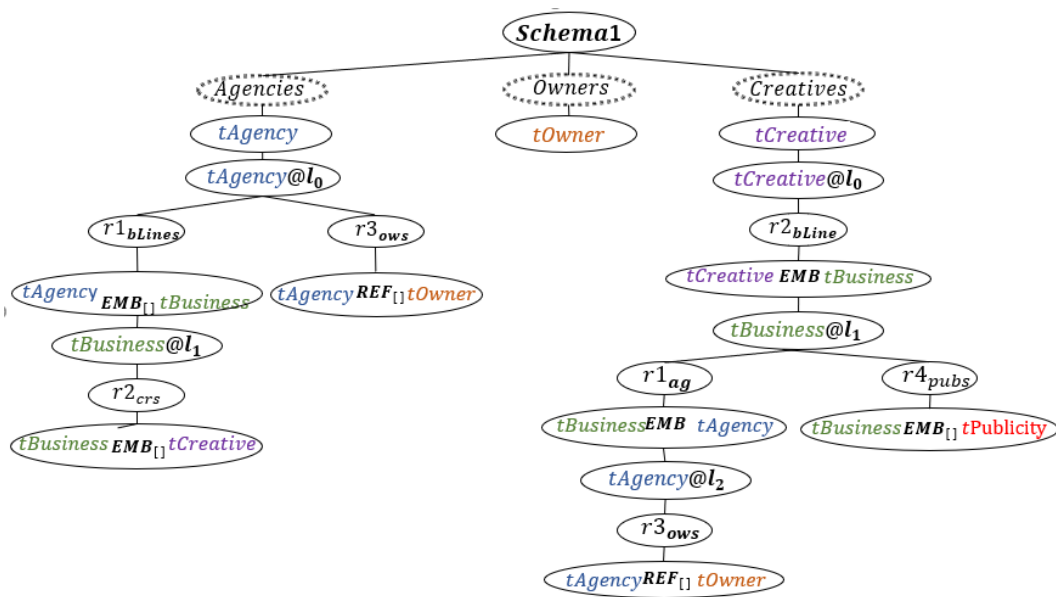 Schema1
Agencies Owners Creatives
tAgency tOwner tCreative
tAgency@l₀ tCreative@l₀
r1bLines r3ows r2bLine
tAgency EMB[] tBusiness tAgency REF[] tOwner tCreative EMB tBusiness
tBusiness@l₁ tBusiness@l₁
r2crs r1ag r4pubs
tBusiness EMB[] tCreative tBusiness EMB tAgency tBusiness EMB[] tPublicity
tAgency@l₂
r3ows
tAgency REF[] tOwner